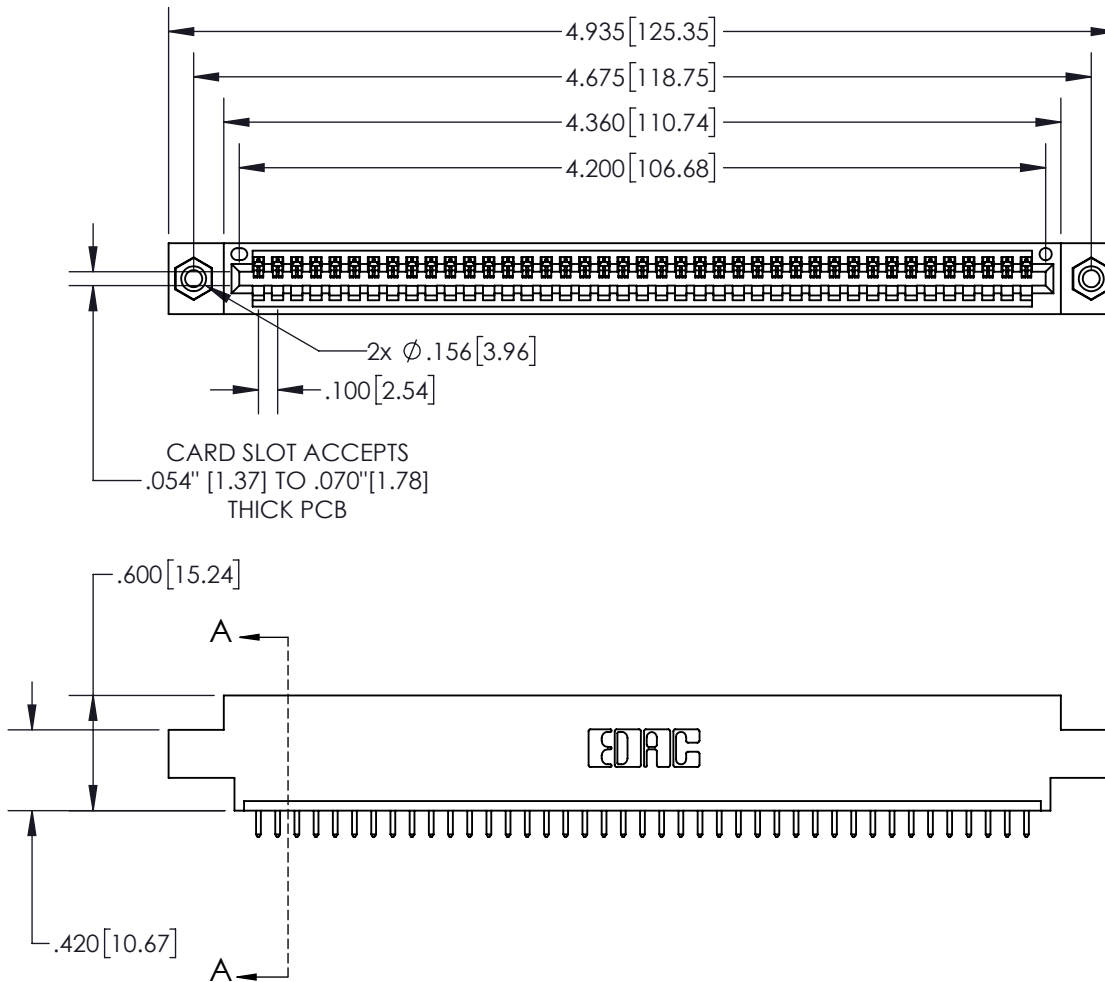 4.935[125.35]
4.675[118.75]
4.360[110.74]
4.200[106.68]
2x Ø.156[3.96]
.100[2.54]
CARD SLOT ACCEPTS
.054" [1.37] TO .070"[1.78]
THICK PCB
.600[15.24]
A
EDAC
.420[10.67]
A